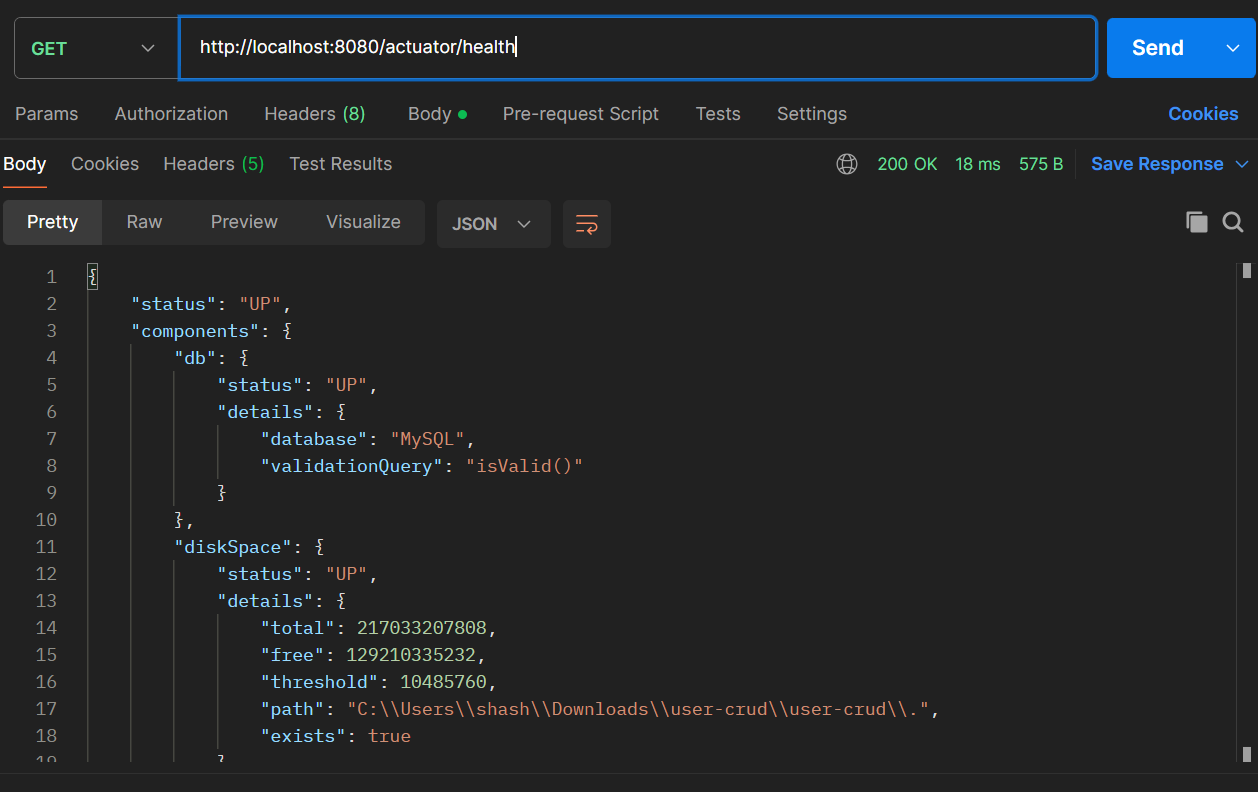 GET http://localhost:8080/actuator/health Send
Params Authorization Headers (8) Body Pre-request Script Tests Settings Cookies
Body Cookies Headers (5) Test Results 200 OK 18 ms 575 B Save Response
Pretty Raw Preview Visualize JSON
1 {
2 "status": "UP",
3 "components": {
4 "db": {
5 "status": "UP",
6 "details": {
7 "database": "MySQL",
8 "validationQuery": "isValid()"
9 }
10 },
11 "diskSpace": {
12 "status": "UP",
13 "details": {
14 "total": 217033207808,
15 "free": 129210335232,
16 "threshold": 10485760,
17 "path": "C:\\Users\\shash\\Downloads\\user-crud\\user-crud\\.",
18 "exists": true
19 }